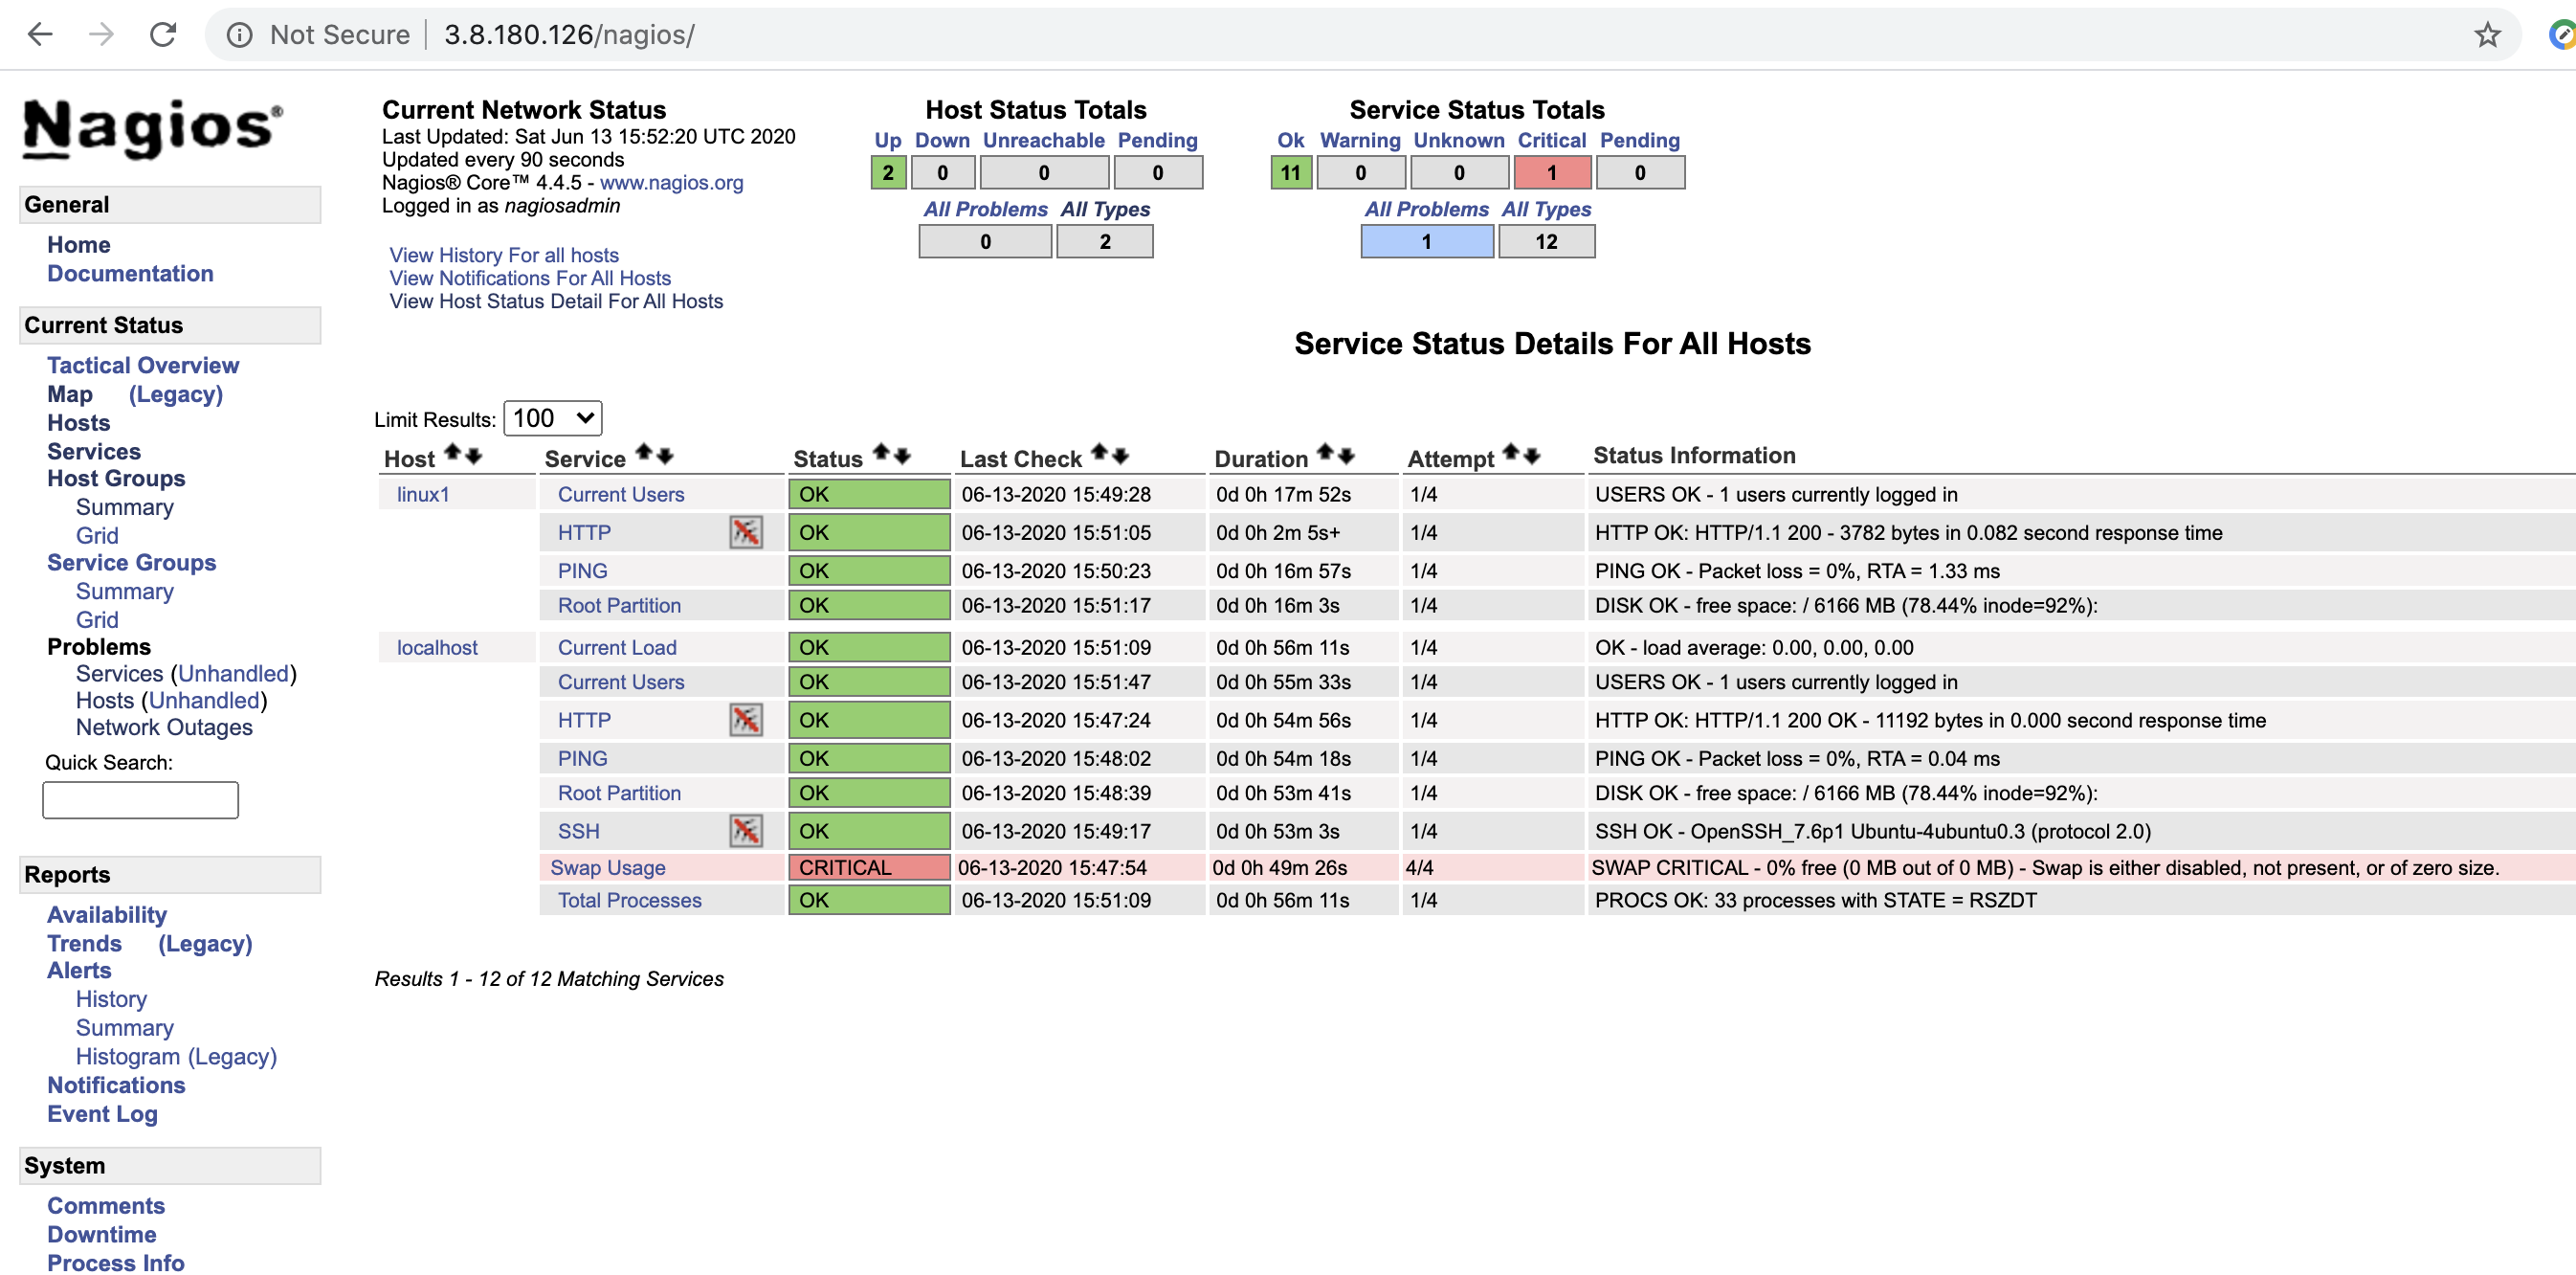 Not Secure | 3.8.180.126/nagios/
Nagios®
General
Home
Documentation
Current Status
Tactical Overview
Map (Legacy)
Hosts
Services
Host Groups
Summary
Grid
Service Groups
Summary
Grid
Problems
Services (Unhandled)
Hosts (Unhandled)
Network Outages
Quick Search:
Reports
Availability
Trends (Legacy)
Alerts
History
Summary
Histogram (Legacy)
Notifications
Event Log
System
Comments
Downtime
Process Info
Current Network Status
Last Updated: Sat Jun 13 15:52:20 UTC 2020
Updated every 90 seconds
Nagios® Core™ 4.4.5 - www.nagios.org
Logged in as nagiosadmin
View History For all hosts
View Notifications For All Hosts
View Host Status Detail For All Hosts
Host Status Totals
Up Down Unreachable Pending
2 0 0 0
All Problems All Types
0 2
Service Status Totals
Ok Warning Unknown Critical Pending
11 0 0 1 0
All Problems All Types
1 12
Service Status Details For All Hosts
Limit Results: 100
Host Service Status Last Check Duration Attempt Status Information
linux1 Current Users OK 06-13-2020 15:49:28 0d 0h 17m 52s 1/4 USERS OK - 1 users currently logged in
HTTP OK 06-13-2020 15:51:05 0d 0h 2m 5s+ 1/4 HTTP OK: HTTP/1.1 200 - 3782 bytes in 0.082 second response time
PING OK 06-13-2020 15:50:23 0d 0h 16m 57s 1/4 PING OK - Packet loss = 0%, RTA = 1.33 ms
Root Partition OK 06-13-2020 15:51:17 0d 0h 16m 3s 1/4 DISK OK - free space: / 6166 MB (78.44% inode=92%):
localhost Current Load OK 06-13-2020 15:51:09 0d 0h 56m 11s 1/4 OK - load average: 0.00, 0.00, 0.00
Current Users OK 06-13-2020 15:51:47 0d 0h 55m 33s 1/4 USERS OK - 1 users currently logged in
HTTP OK 06-13-2020 15:47:24 0d 0h 54m 56s 1/4 HTTP OK: HTTP/1.1 200 OK - 11192 bytes in 0.000 second response time
PING OK 06-13-2020 15:48:02 0d 0h 54m 18s 1/4 PING OK - Packet loss = 0%, RTA = 0.04 ms
Root Partition OK 06-13-2020 15:48:39 0d 0h 53m 41s 1/4 DISK OK - free space: / 6166 MB (78.44% inode=92%):
SSH OK 06-13-2020 15:49:17 0d 0h 53m 3s 1/4 SSH OK - OpenSSH_7.6p1 Ubuntu-4ubuntu0.3 (protocol 2.0)
Swap Usage CRITICAL 06-13-2020 15:47:54 0d 0h 49m 26s 4/4 SWAP CRITICAL - 0% free (0 MB out of 0 MB) - Swap is either disabled, not present, or of zero size.
Total Processes OK 06-13-2020 15:51:09 0d 0h 56m 11s 1/4 PROCS OK: 33 processes with STATE = RSZDT
Results 1 - 12 of 12 Matching Services